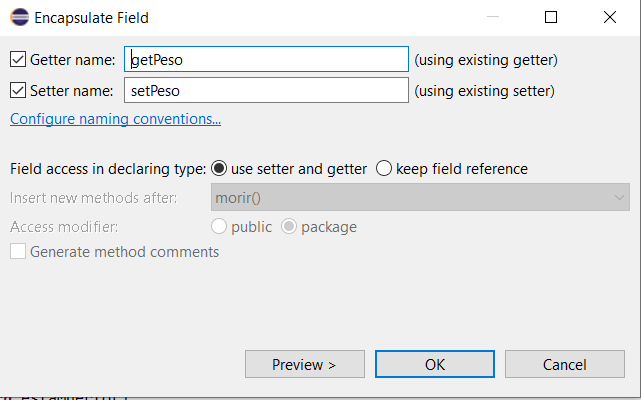 Encapsulate Field
Getter name: getPeso (using existing getter)
Setter name: setPeso (using existing setter)
Configure naming conventions...
Field access in declaring type: use setter and getter keep field reference
Insert new methods after: morir()
Access modifier: public package
Generate method comments
Preview > OK Cancel